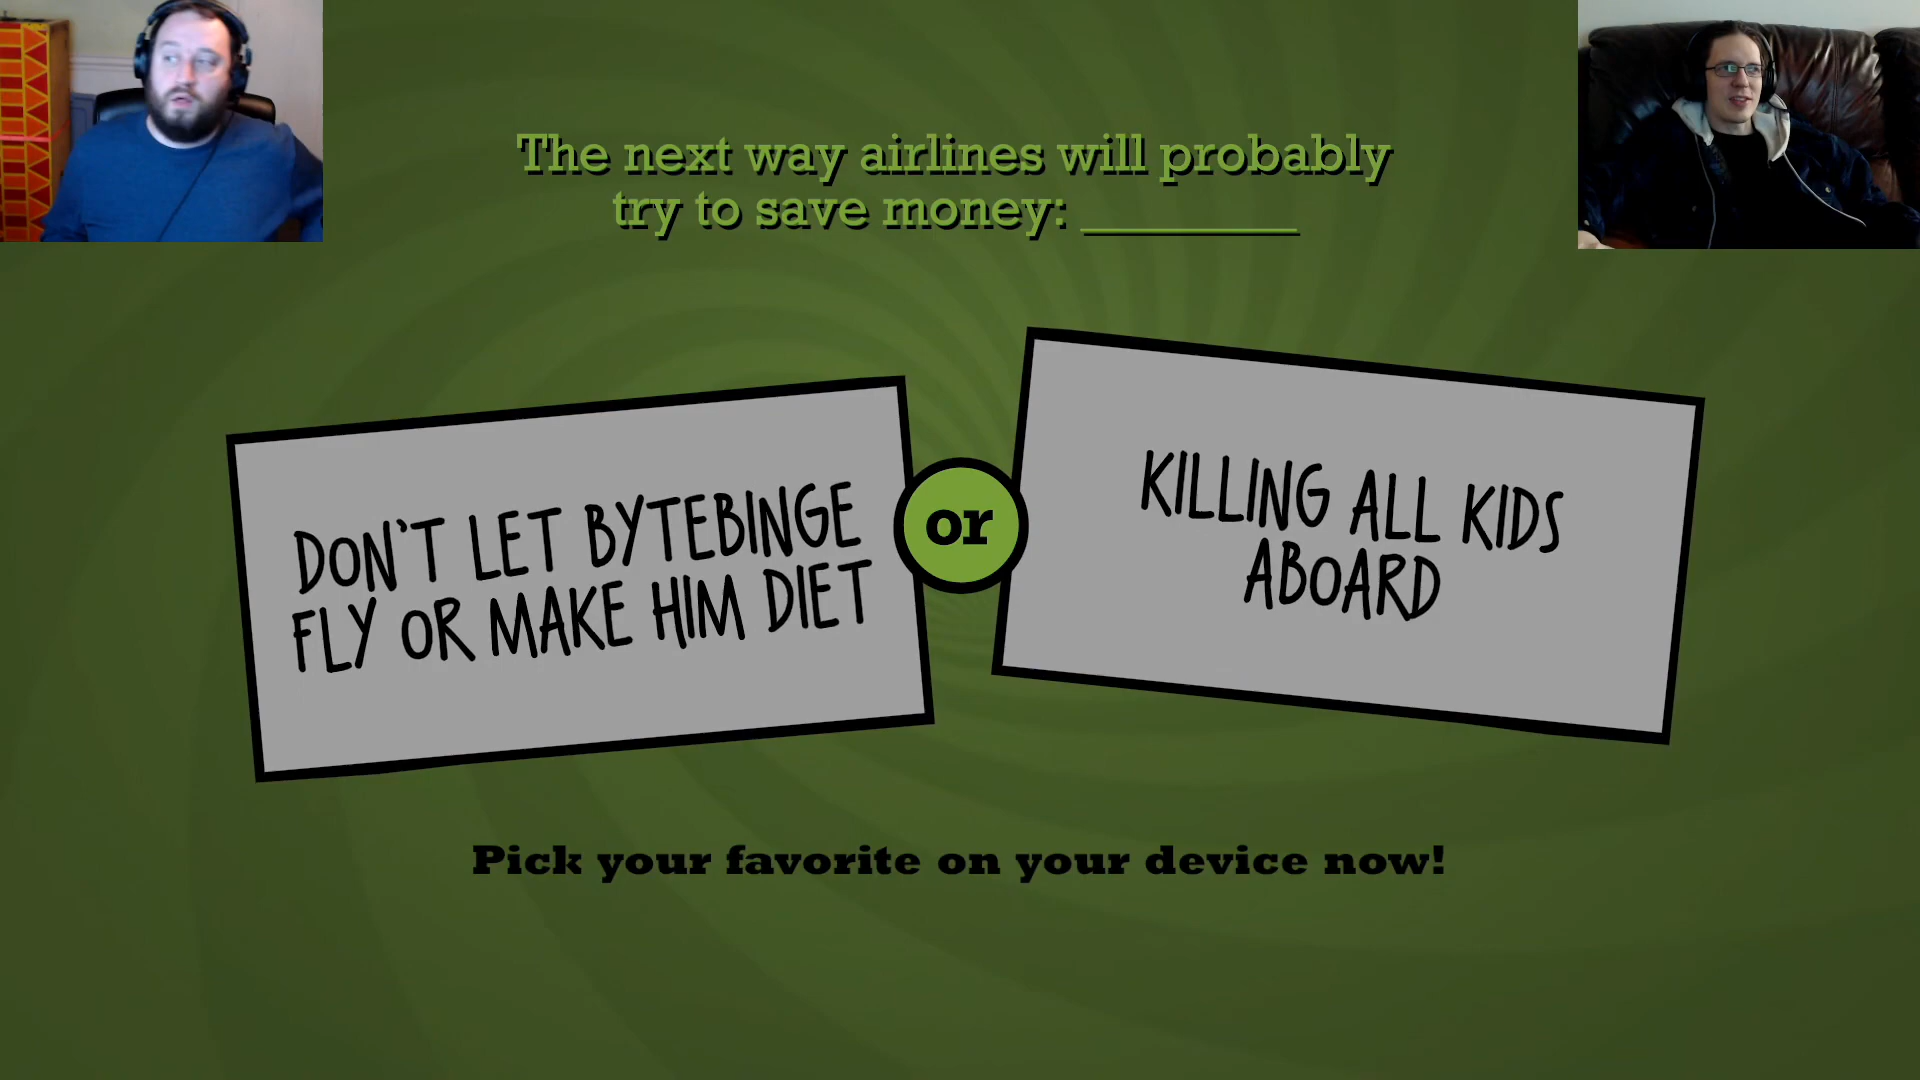 The next way airlines will probably
try to save money: ________
DON'T LET BYTEBINGE
FLY OR MAKE HIM DIET
or
KILLING ALL KIDS
ABOARD
Pick your favorite on your device now!